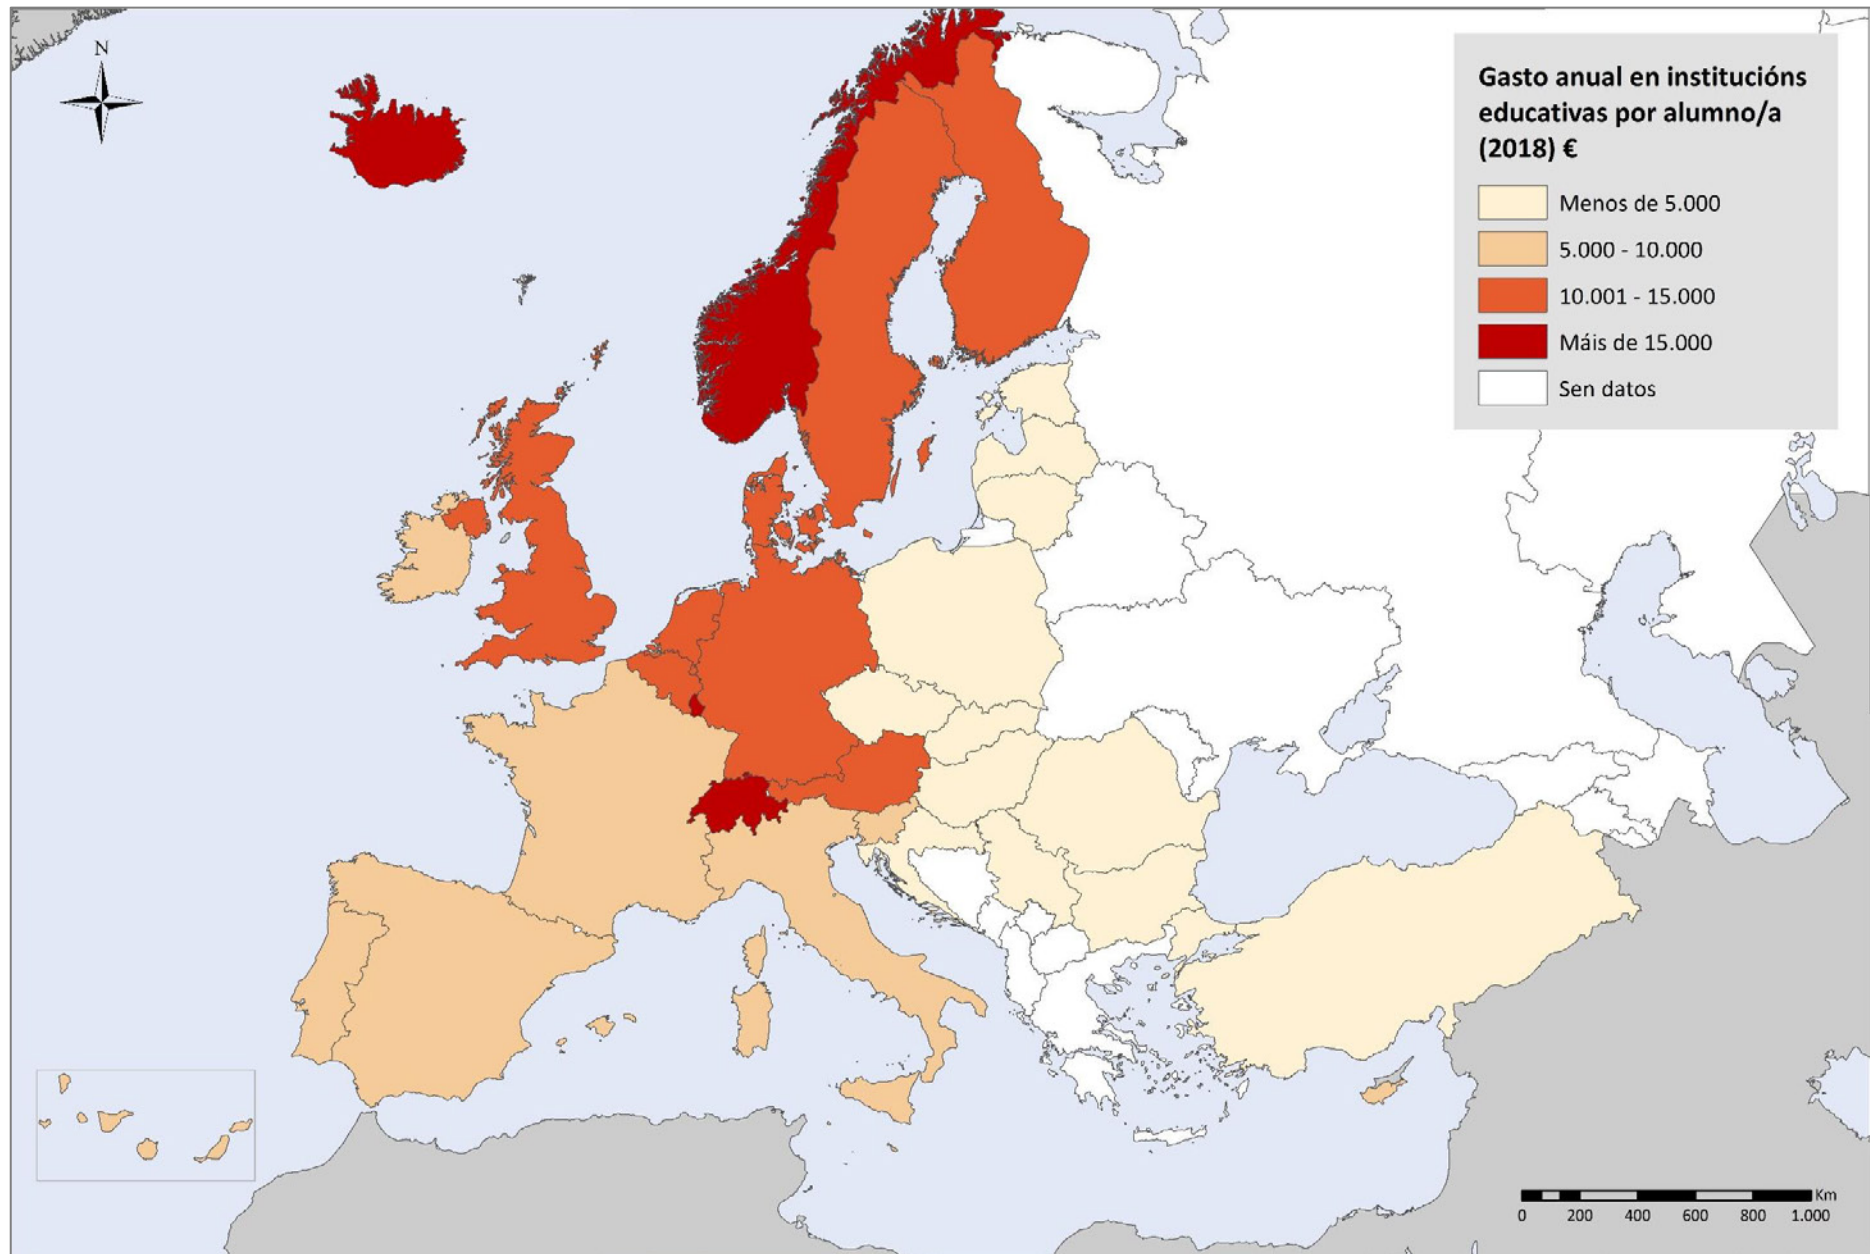 N
Gasto anual en institucións
educativas por alumno/a
(2018) €
Menos de 5.000
5.000 - 10.000
10.001 - 15.000
Máis de 15.000
Sen datos
Km
0 200 400 600 800 1.000